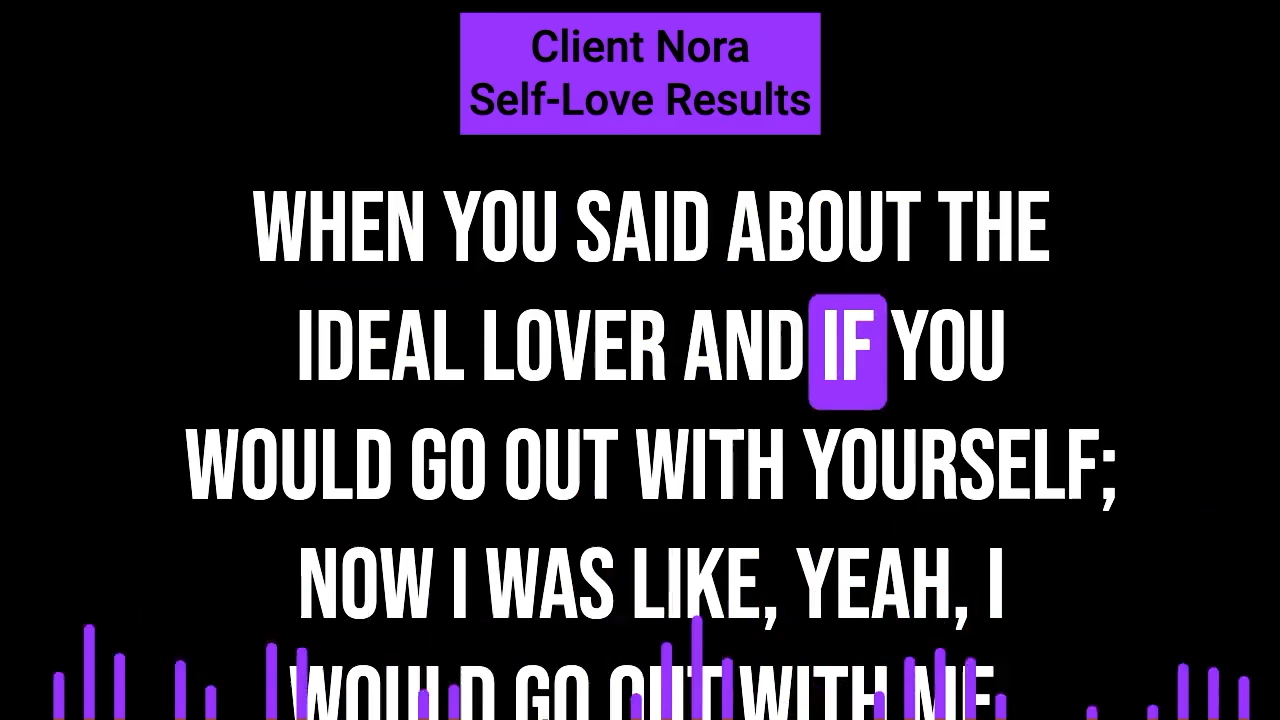 Client Nora
Self-Love Results
WHEN YOU SAID ABOUT THE
IDEAL LOVER AND IF YOU
WOULD GO OUT WITH YOURSELF;
NOW I WAS LIKE, YEAH, I
WOULD GO OUT WITH ME